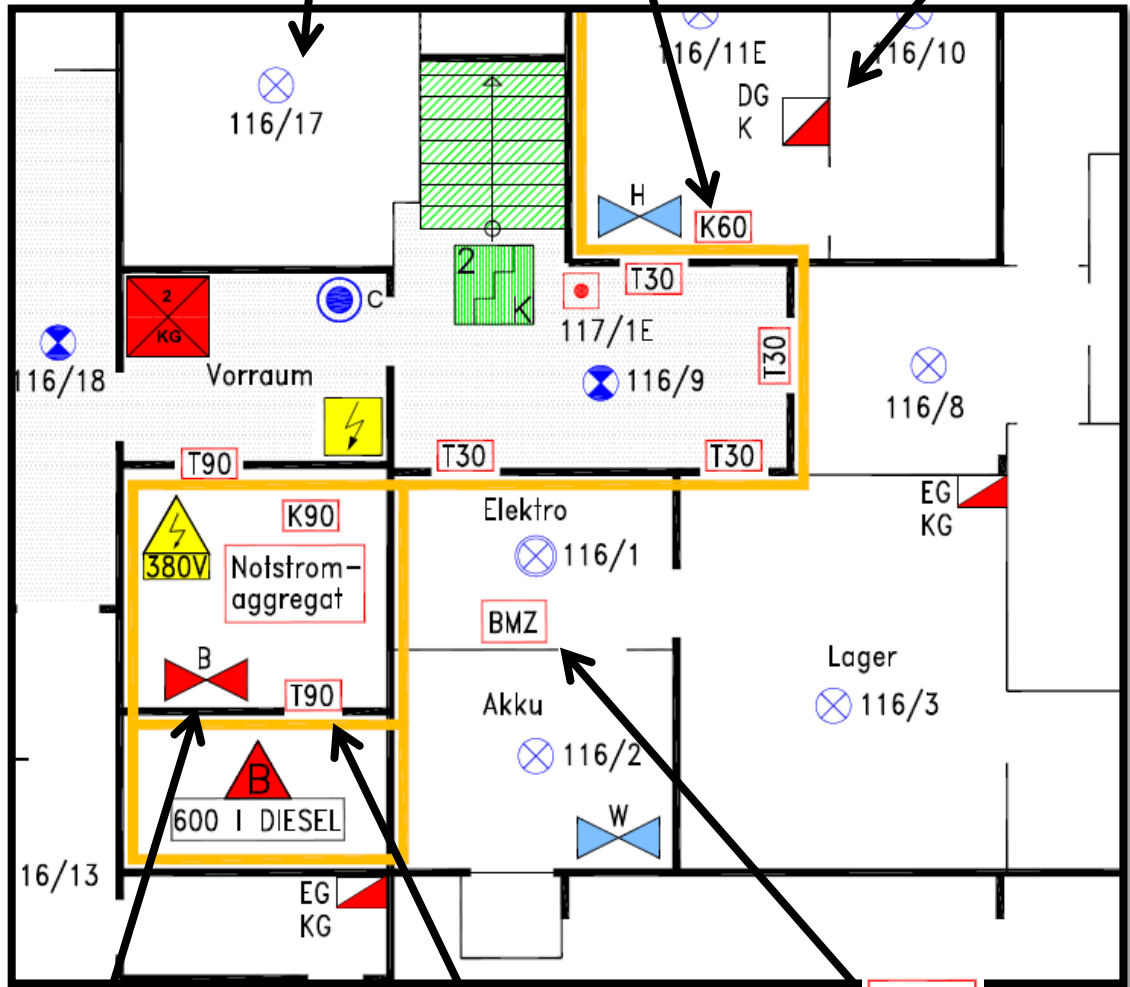 116/11E
116/10
DG
K
116/17
H
K60
2
K
T30
2
KG
C
117/1E
T30
116/18
Vorraum
116/9
116/8
T90
T30
T30
EG
KG
K90
Elektro
380V
Notstrom-
aggregat
116/1
BMZ
B
Lager
T90
Akku
116/3
B
116/2
600 l DIESEL
W
16/13
EG
KG